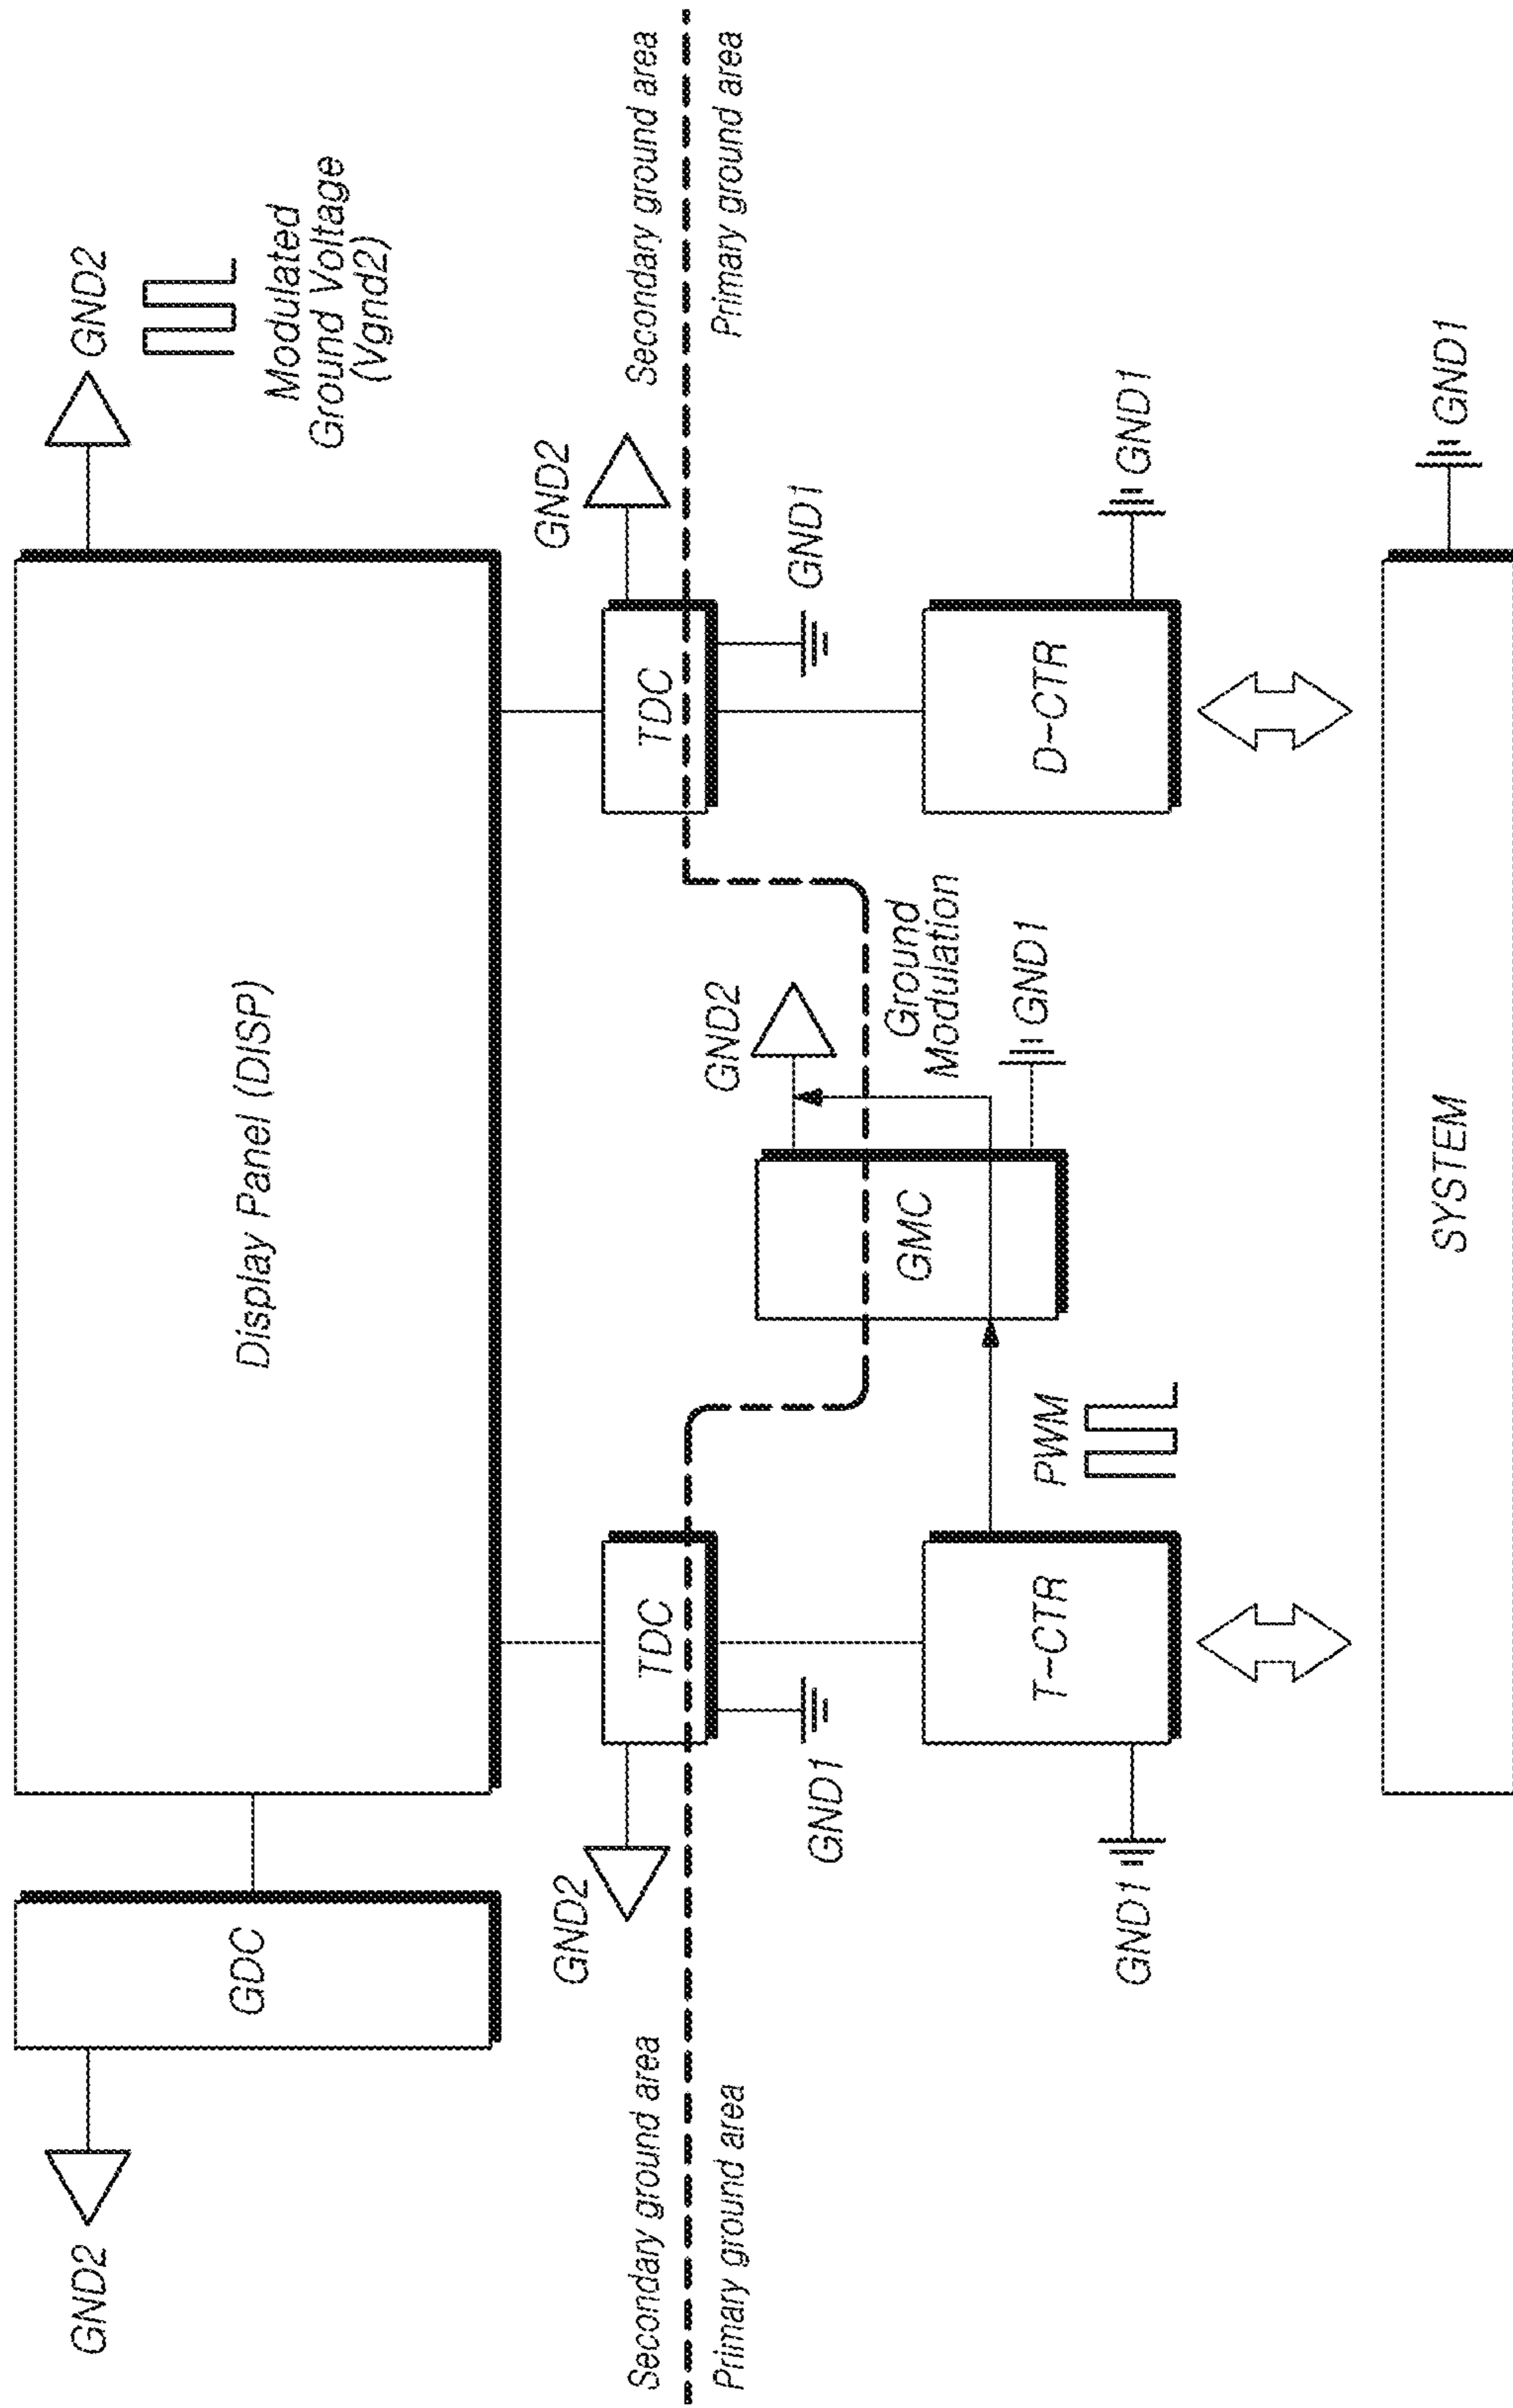 GND2
GDC
Display Panel (DISP)
GND2
Modulated
Ground Voltage
(Vgnd2)
GND2
TDC
GND1
TDC
GND2
GND1
Secondary ground area
Primary ground area
Secondary ground area
Primary ground area
GND2
GMC
Ground
Modulation
GND1
GND1
T-CTR
PWM
D-CTR
GND1
SYSTEM
GND1